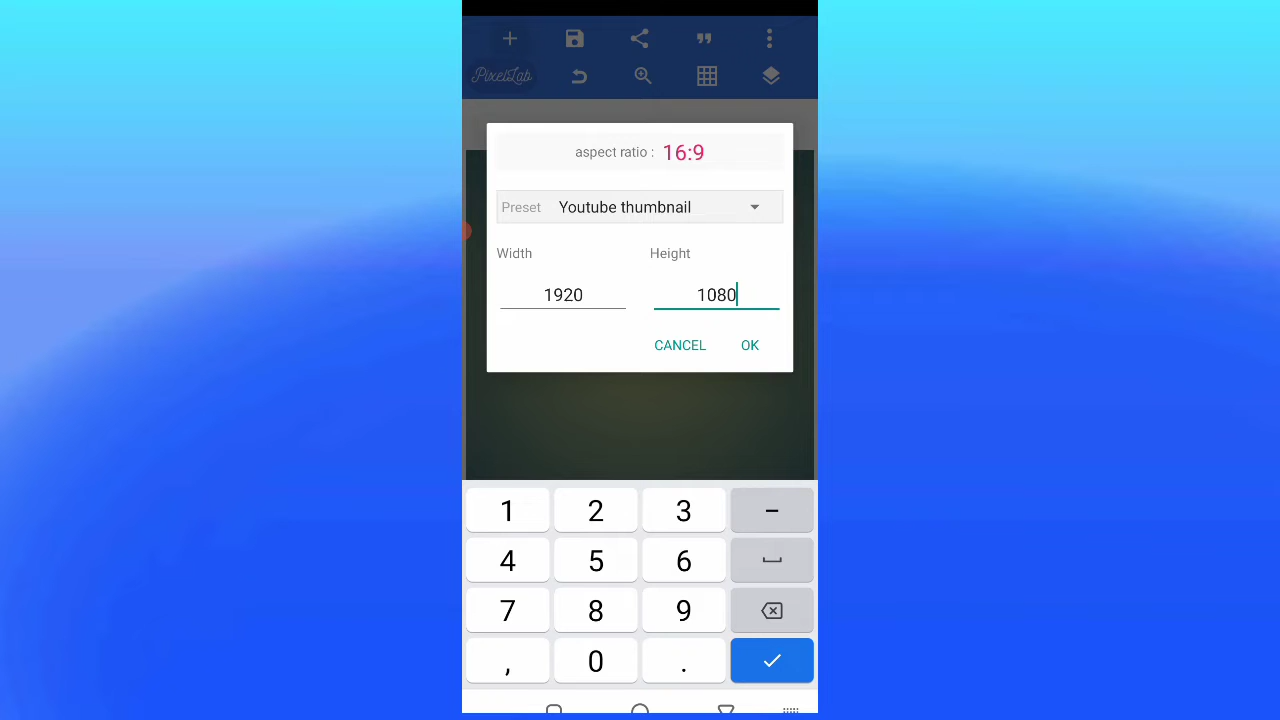 PixelLab
aspect ratio : 16:9
Preset Youtube thumbnail
Width Height
1920 1080
CANCEL OK
1 2 3 -
4 5 6
7 8 9
, 0 .